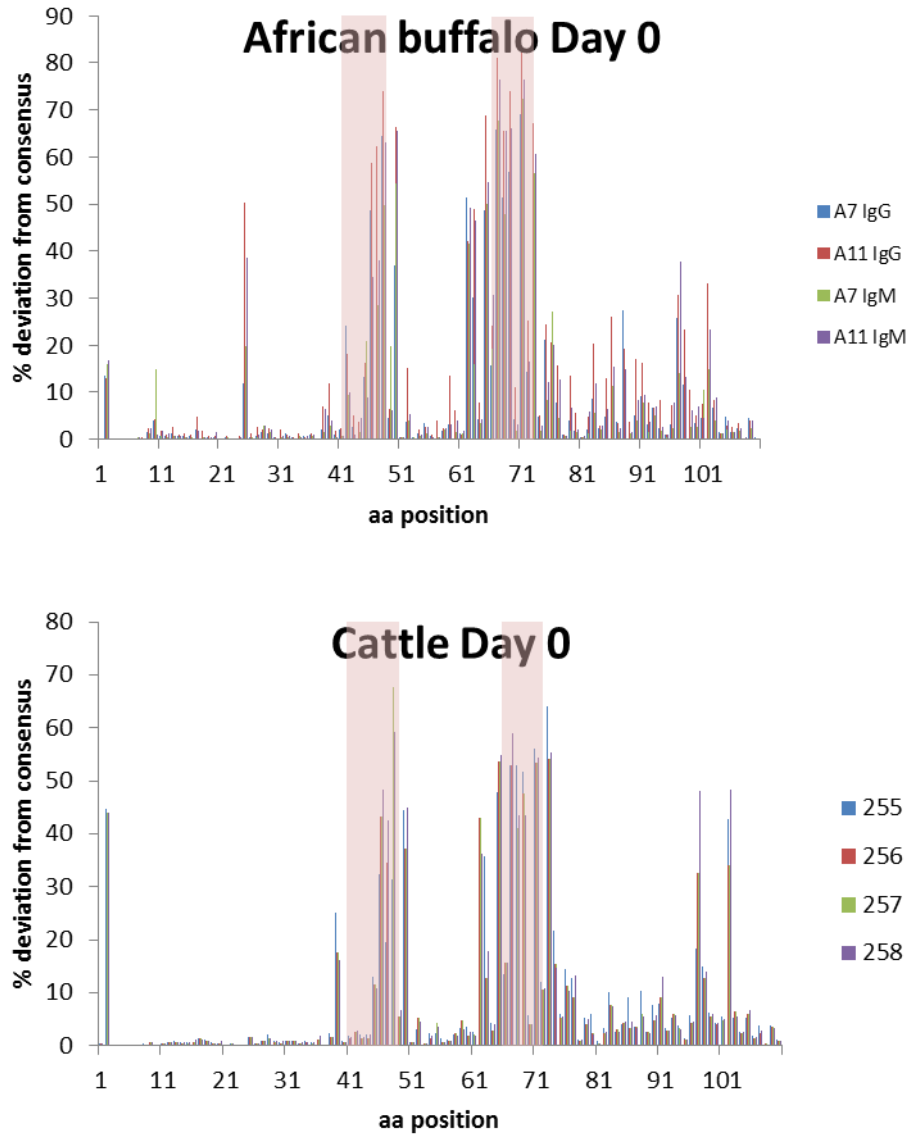 African buffalo Day 0
% deviation from consensus
90
80
70
60
50
40
30
20
10
0
1 11 21 31 41 51 61 71 81 91 101
aa position
A7 IgG
A11 IgG
A7 IgM
A11 IgM
Cattle Day 0
% deviation from consensus
80
70
60
50
40
30
20
10
0
1 11 21 31 41 51 61 71 81 91 101
aa position
255
256
257
258